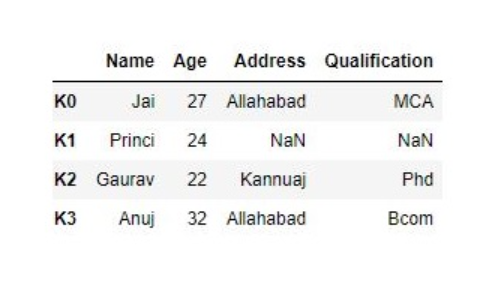 Name Age Address Qualification
K0 Jai 27 Allahabad MCA
K1 Princi 24 NaN NaN
K2 Gaurav 22 Kannuaj Phd
K3 Anuj 32 Allahabad Bcom